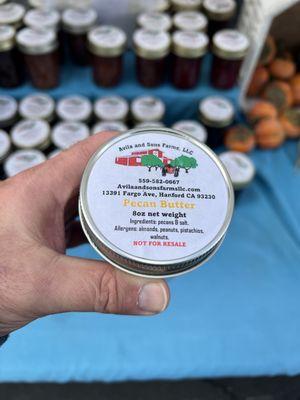 Avila and Sons Farms, LLC
559-582-0667
Avilaandsonsfarmsllc.com
13391 Fargo Ave, Hanford CA 93230
Pecan Butter
8oz net weight
Ingredients: pecans & salt.
Allergens: almonds, peanuts, pistachios,
walnuts.
NOT FOR RESALE